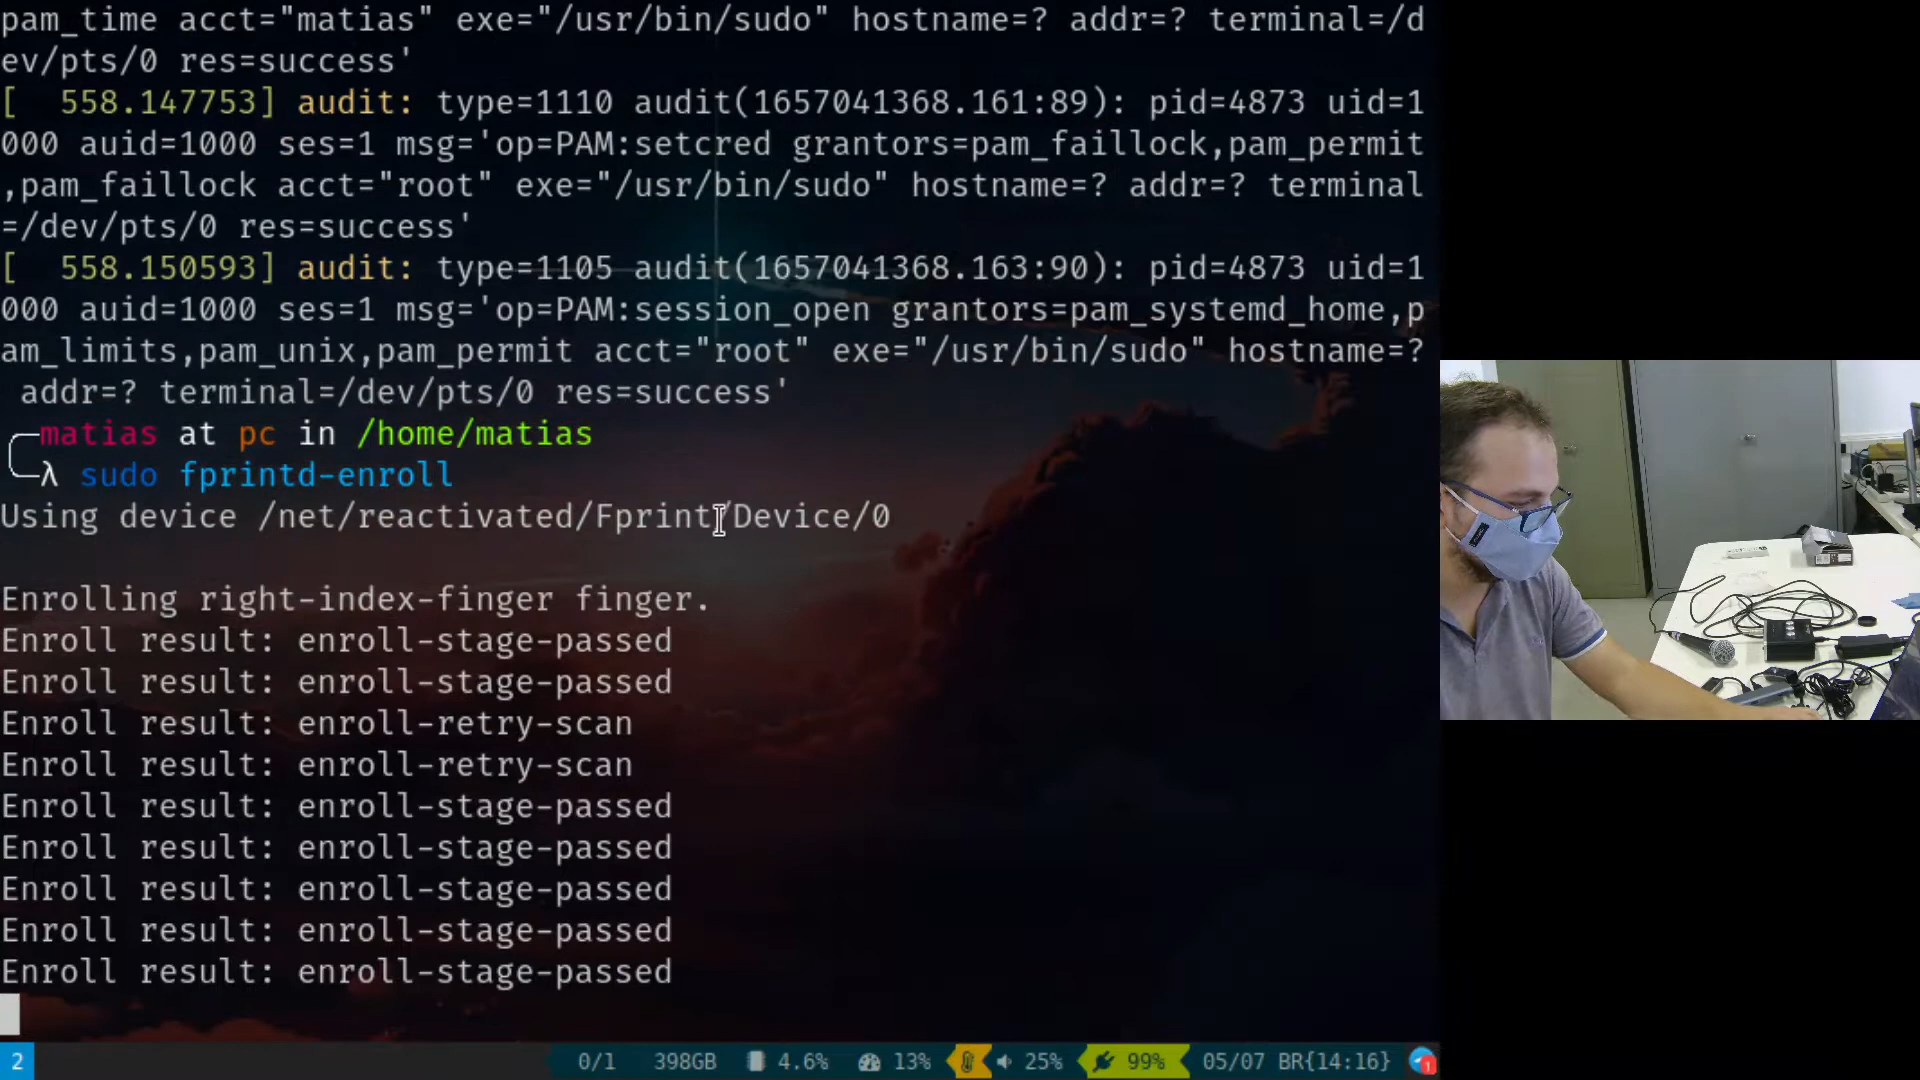 pam_time acct="matias" exe="/usr/bin/sudo" hostname=? addr=? terminal=/d
ev/pts/0 res=success'
[  558.147753] audit: type=1110 audit(1657041368.161:89): pid=4873 uid=1
000 auid=1000 ses=1 msg='op=PAM:setcred grantors=pam_faillock,pam_permit
,pam_faillock acct="root" exe="/usr/bin/sudo" hostname=? addr=? terminal
=/dev/pts/0 res=success'
[  558.150593] audit: type=1105 audit(1657041368.163:90): pid=4873 uid=1
000 auid=1000 ses=1 msg='op=PAM:session_open grantors=pam_systemd_home,p
am_limits,pam_unix,pam_permit acct="root" exe="/usr/bin/sudo" hostname=?
 addr=? terminal=/dev/pts/0 res=success'
matias at pc in /home/matias
λ sudo fprintd-enroll
Using device /net/reactivated/Fprint/Device/0
Enrolling right-index-finger finger.
Enroll result: enroll-stage-passed
Enroll result: enroll-stage-passed
Enroll result: enroll-retry-scan
Enroll result: enroll-retry-scan
Enroll result: enroll-stage-passed
Enroll result: enroll-stage-passed
Enroll result: enroll-stage-passed
Enroll result: enroll-stage-passed
Enroll result: enroll-stage-passed
2 0/1 398GB 4.6% 13% 25% 99% 05/07 BR{14:16} 1